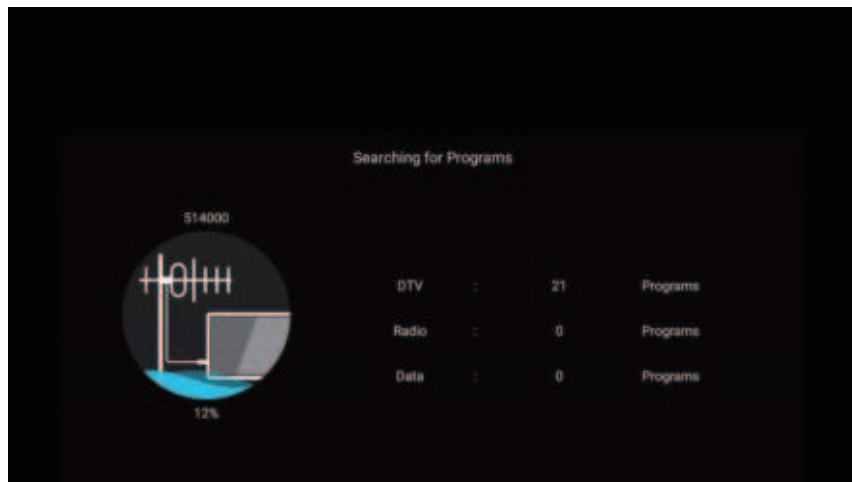 Searching for Programs
514000
DTV : 21 Programs
Radio : 0 Programs
Data : 0 Programs
12%